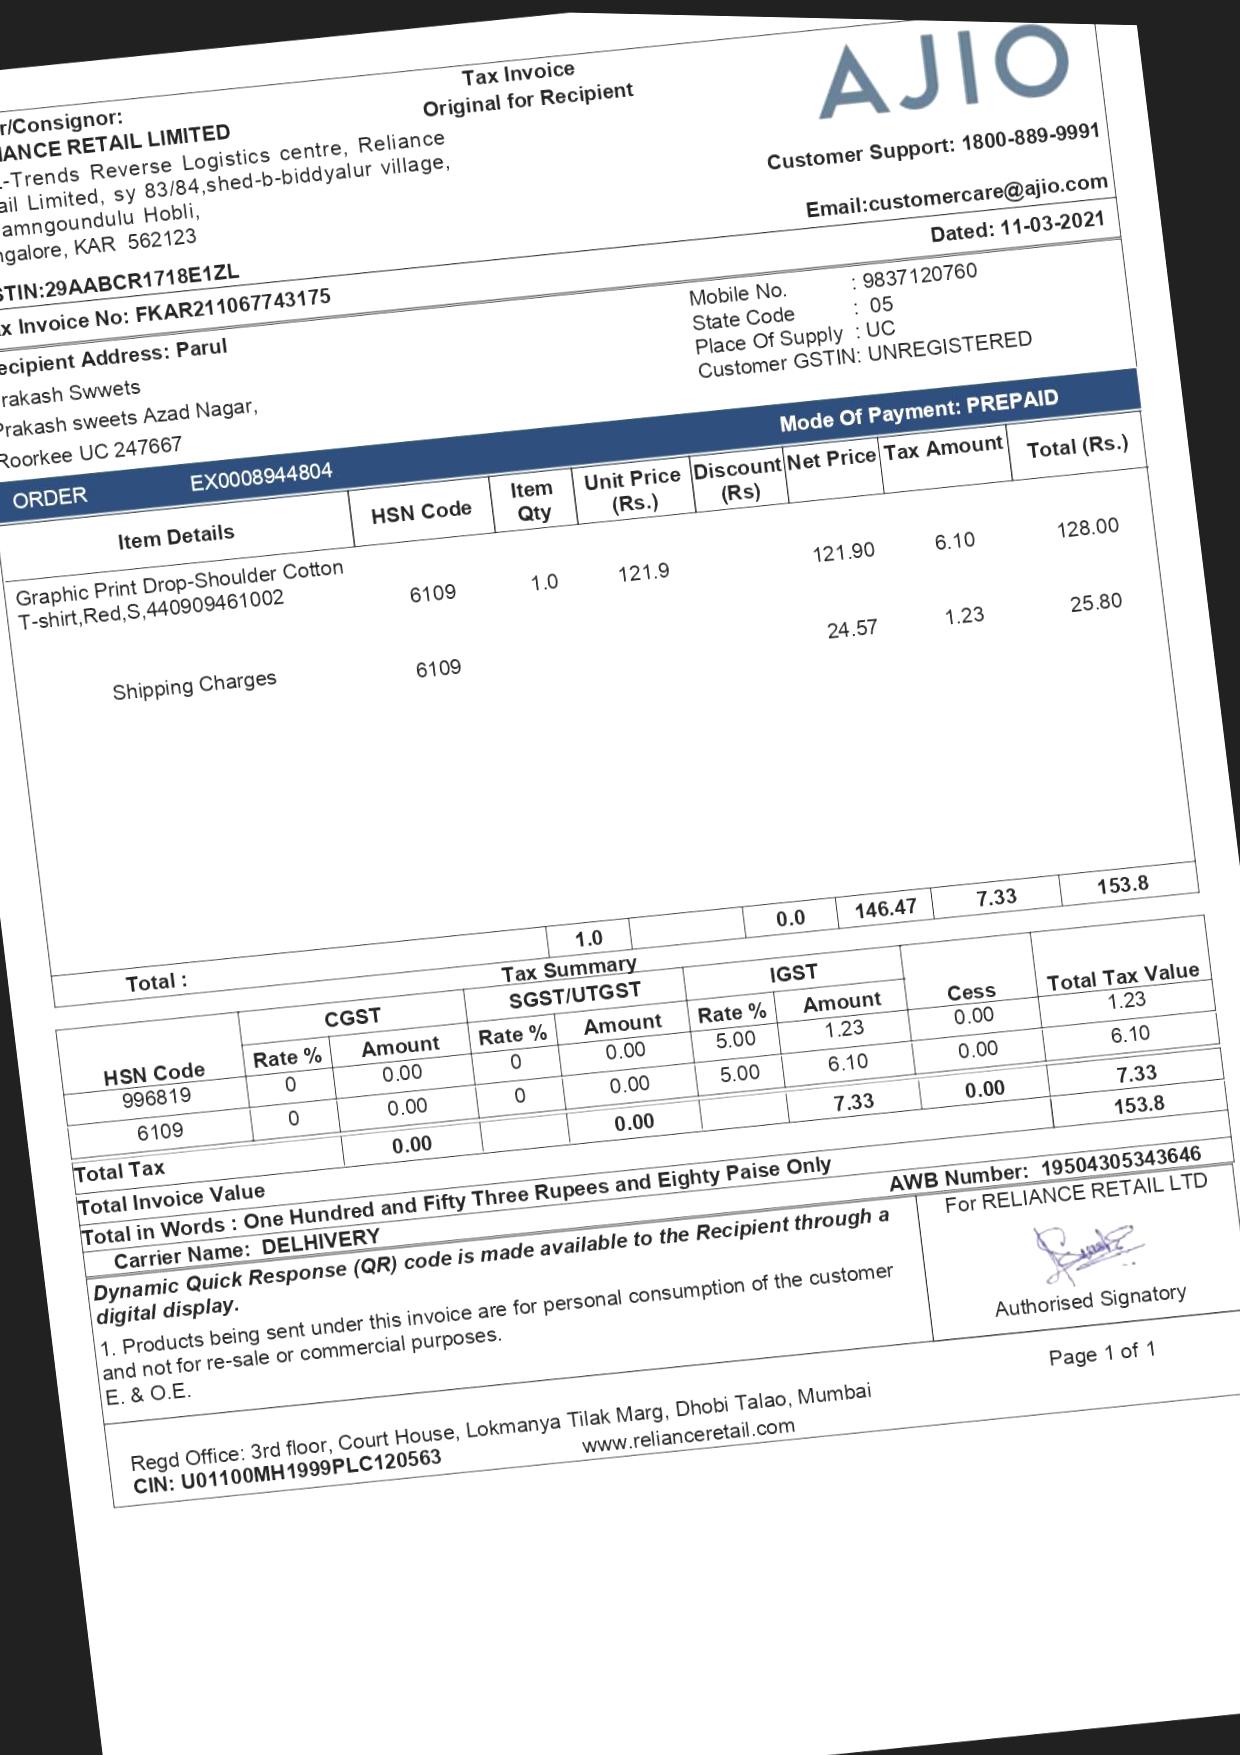 Tax Invoice
Original for Recipient
AJIO
r/Consignor:
IANCE RETAIL LIMITED
-Trends Reverse Logistics centre, Reliance
ail Limited, sy 83/84,shed-b-biddyalur village,
amngoundulu Hobli,
ngalore, KAR 562123
Customer Support: 1800-889-9991
Email:customercare@ajio.com
STIN:29AABCR1718E1ZL
Dated: 11-03-2021
x Invoice No: FKAR211067743175
ecipient Address: Parul
rakash Swwets
Prakash sweets Azad Nagar,
Roorkee UC 247667
Mobile No. : 9837120760
State Code : 05
Place Of Supply : UC
Customer GSTIN: UNREGISTERED
ORDER EX0008944804 Mode Of Payment: PREPAID
Item Details HSN Code Item Qty Unit Price (Rs.) Discount (Rs) Net Price Tax Amount Total (Rs.)
Graphic Print Drop-Shoulder Cotton
T-shirt,Red,S,440909461002 6109 1.0 121.9 121.90 6.10 128.00
Shipping Charges 6109 24.57 1.23 25.80
Total : 1.0 0.0 146.47 7.33 153.8
Tax Summary
HSN Code CGST SGST/UTGST IGST Cess Total Tax Value
Rate % Amount Rate % Amount Rate % Amount
996819 0 0.00 0 0.00 5.00 1.23 0.00 1.23
6109 0 0.00 0 0.00 5.00 6.10 0.00 6.10
Total Tax 0.00 0.00 7.33 0.00 7.33
Total Invoice Value 153.8
Total in Words : One Hundred and Fifty Three Rupees and Eighty Paise Only
Carrier Name: DELHIVERY AWB Number: 19504305343646
Dynamic Quick Response (QR) code is made available to the Recipient through a
digital display.
1. Products being sent under this invoice are for personal consumption of the customer
and not for re-sale or commercial purposes.
E. & O.E.
For RELIANCE RETAIL LTD
Authorised Signatory
Page 1 of 1
Regd Office: 3rd floor, Court House, Lokmanya Tilak Marg, Dhobi Talao, Mumbai
CIN: U01100MH1999PLC120563 www.relianceretail.com